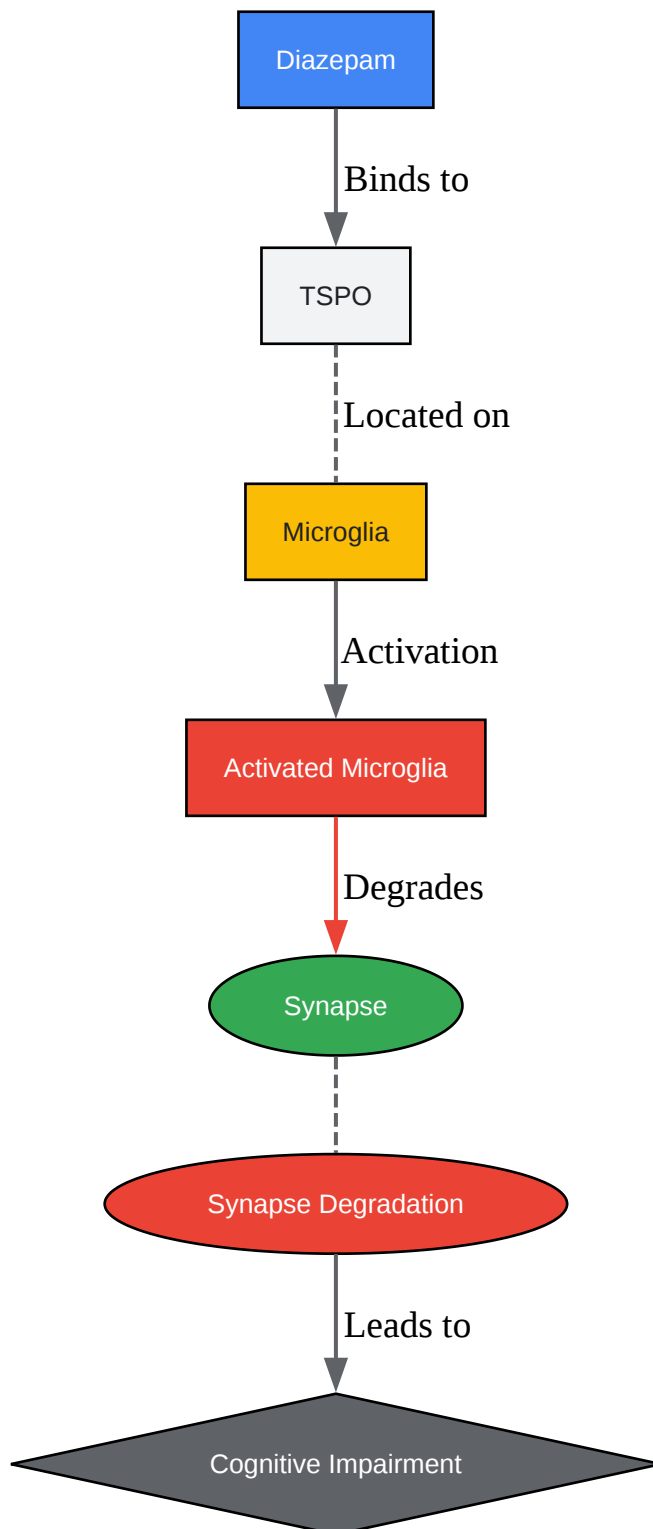 Diazepam
Binds to
TSPO
Located on
Microglia
Activation
Activated Microglia
Degrades
Synapse
Synapse Degradation
Leads to
Cognitive Impairment